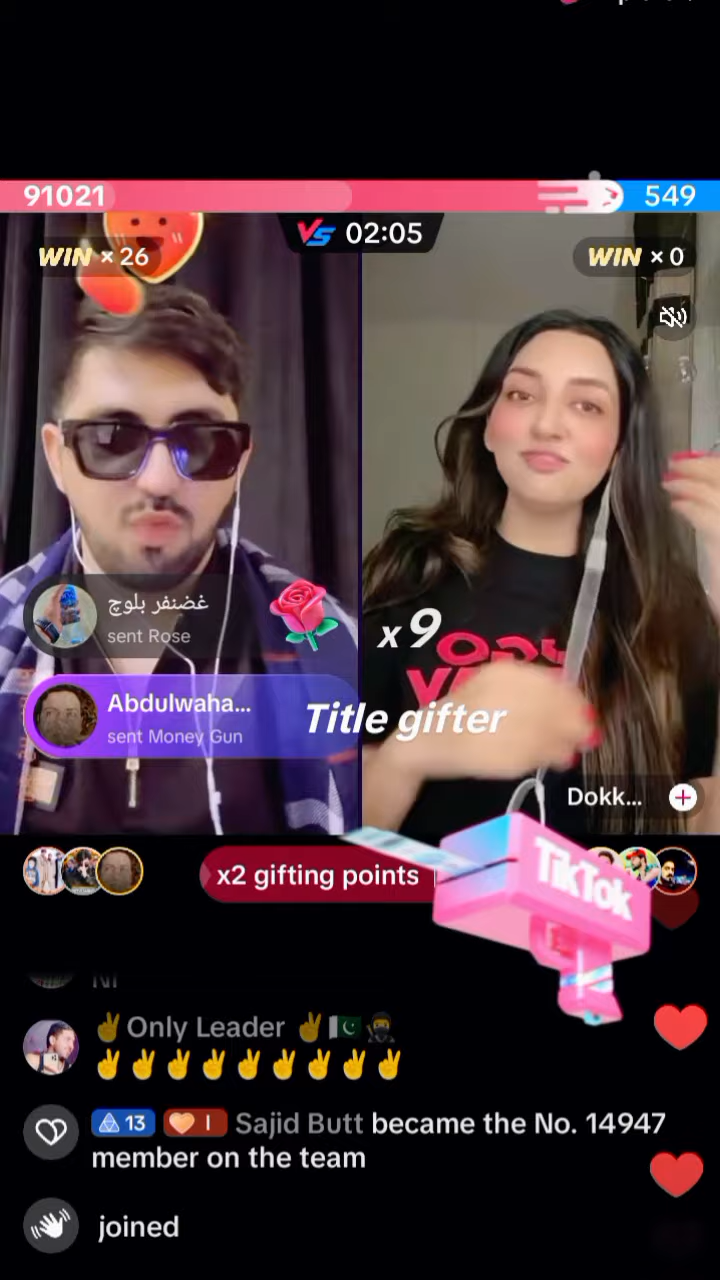 91021
549
VS 02:05
WIN × 26
WIN × 0
غضنفر بلوچ
sent Rose
x9
Abdulwaha...
sent Money Gun
Title gifter
Dokk...
x2 gifting points
TikTok
✌️Only Leader ✌️🇵🇰🥷
✌️✌️✌️✌️✌️✌️✌️✌️✌️
13 I Sajid Butt became the No. 14947
member on the team
joined